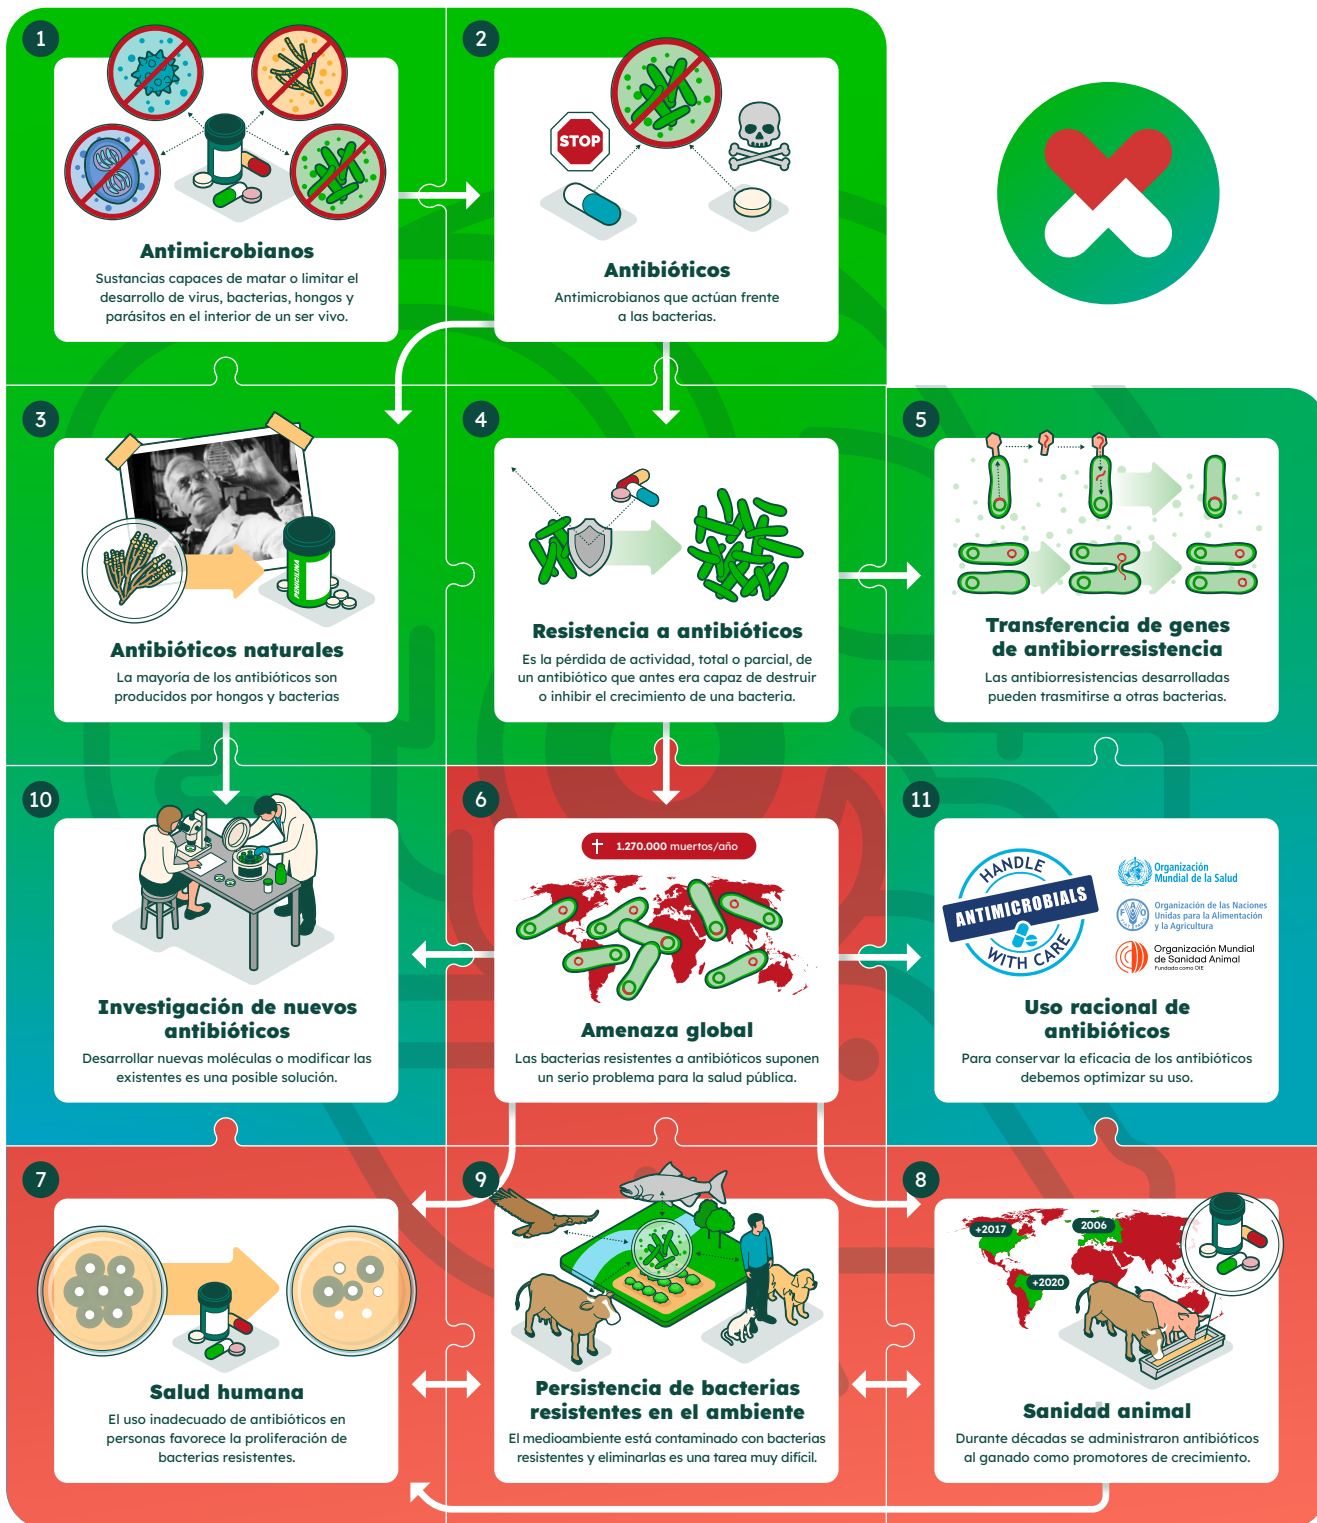 1
Antimicrobianos
Sustancias capaces de matar o limitar el
desarrollo de virus, bacterias, hongos y
parásitos en el interior de un ser vivo.
2
STOP
Antibióticos
Antimicrobianos que actúan frente
a las bacterias.
3
PENICILINA
Antibióticos naturales
La mayoría de los antibióticos son
producidos por hongos y bacterias
4
Resistencia a antibióticos
Es la pérdida de actividad, total o parcial, de
un antibiótico que antes era capaz de destruir
o inhibir el crecimiento de una bacteria.
5
Transferencia de genes
de antibiorresistencia
Las antibiorresistencias desarrolladas
pueden trasmitirse a otras bacterias.
10
Investigación de nuevos
antibióticos
Desarrollar nuevas moléculas o modificar las
existentes es una posible solución.
6
1.270.000 muertos/año
Amenaza global
Las bacterias resistentes a antibióticos suponen
un serio problema para la salud pública.
11
HANDLE
ANTIMICROBIALS
WITH CARE
Organización
Mundial de la Salud
FAO
Organización de las Naciones
Unidas para la Alimentación
y la Agricultura
Organización Mundial
de Sanidad Animal
Fundada como OIE
Uso racional de
antibióticos
Para conservar la eficacia de los antibióticos
debemos optimizar su uso.
7
Salud humana
El uso inadecuado de antibióticos en
personas favorece la proliferación de
bacterias resistentes.
9
Persistencia de bacterias
resistentes en el ambiente
El medioambiente está contaminado con bacterias
resistentes y eliminarlas es una tarea muy difícil.
8
+2017
2006
+2020
Sanidad animal
Durante décadas se administraron antibióticos
al ganado como promotores de crecimiento.